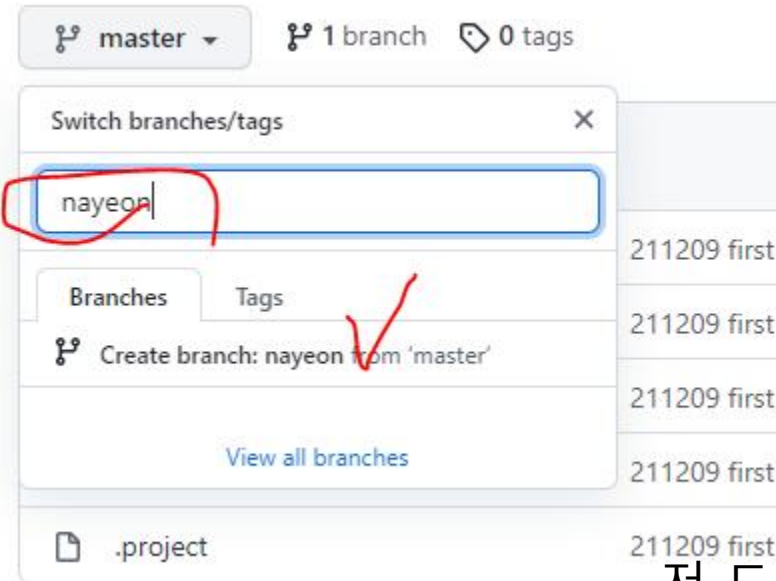 master 1 branch 0 tags
Switch branches/tags
nayeon
211209 first
Branches Tags
211209 first
Create branch: nayeon from 'master'
211209 first
View all branches
211209 first
.project 211209 first